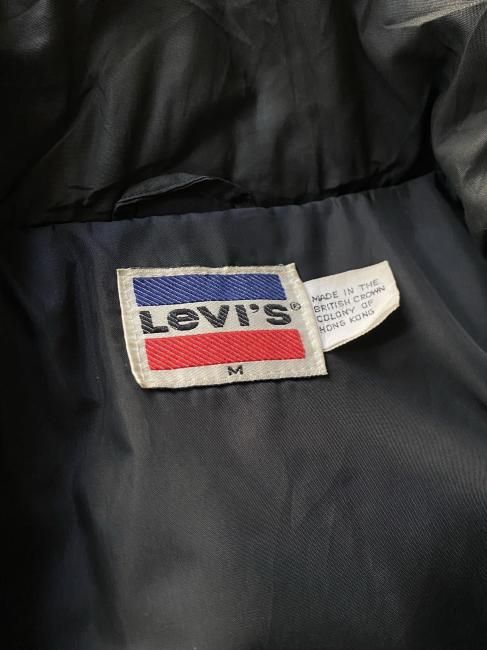 LEVI'S®
M
MADE IN THE
BRITISH CROWN
COLONY OF
HONG KONG